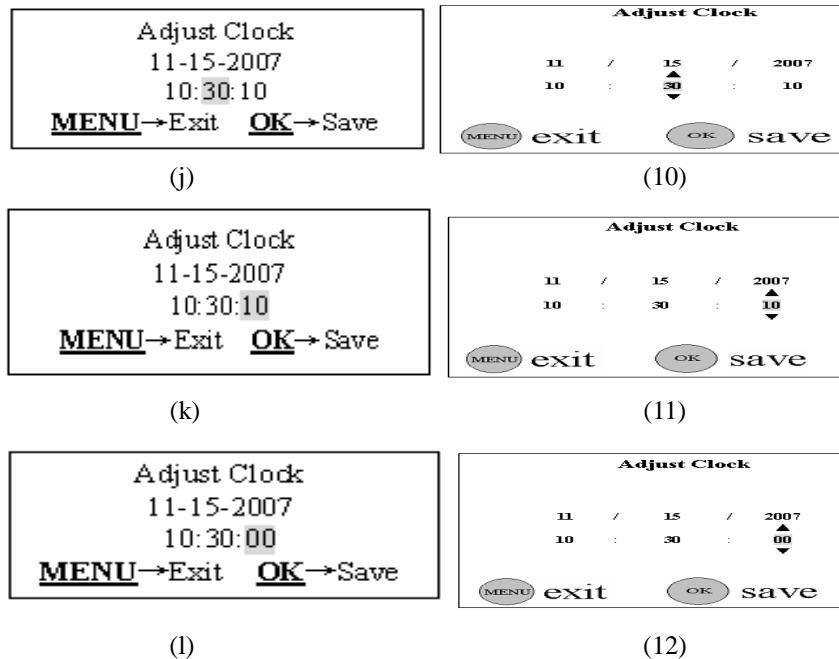 Adjust Clock
11-15-2007
10:30:10
MENU→Exit OK→Save
(j)
Adjust Clock
11 / 15 / 2007
10 : 30 : 10
MENU exit OK save
(10)
Adjust Clock
11-15-2007
10:30:10
MENU→Exit OK→Save
(k)
Adjust Clock
11 / 15 / 2007
10 : 30 : 10
MENU exit OK save
(11)
Adjust Clock
11-15-2007
10:30:00
MENU→Exit OK→Save
(l)
Adjust Clock
11 / 15 / 2007
10 : 30 : 00
MENU exit OK save
(12)